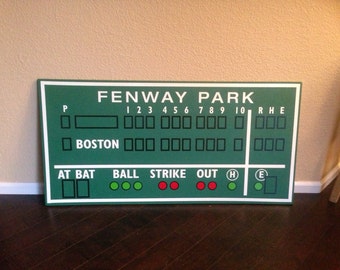 FENWAY PARK
P 1 2 3 4 5 6 7 8 9 10 R H E
BOSTON
AT BAT BALL STRIKE OUT H E